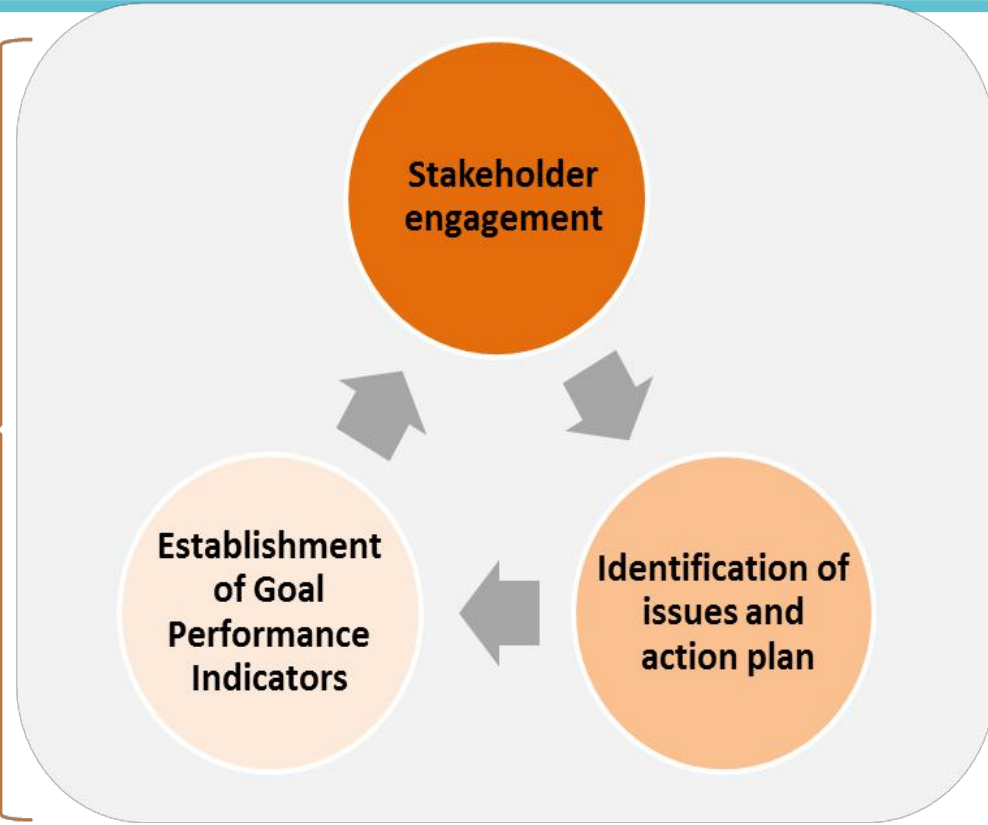 Stakeholder
engagement
Identification of
issues and
action plan
Establishment
of Goal
Performance
Indicators